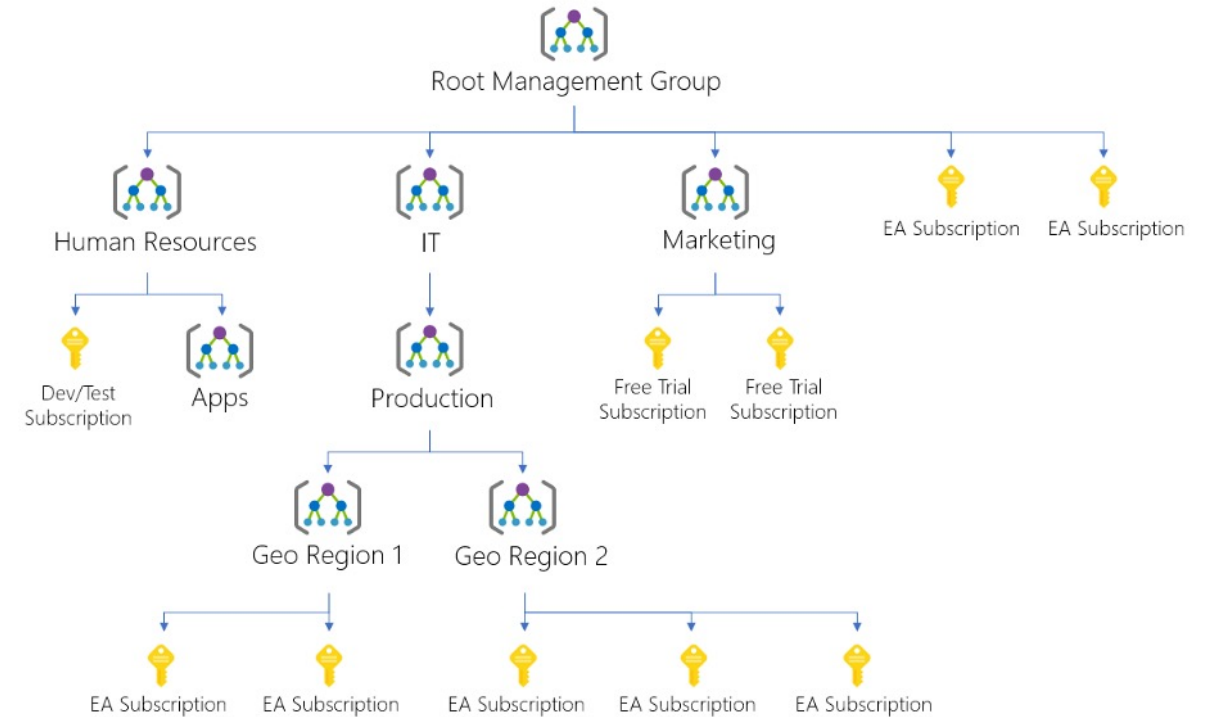 Root Management Group
Human Resources
IT
Marketing
EA Subscription
EA Subscription
Dev/Test
Subscription
Apps
Production
Free Trial
Subscription
Free Trial
Subscription
Geo Region 1
Geo Region 2
EA Subscription
EA Subscription
EA Subscription
EA Subscription
EA Subscription